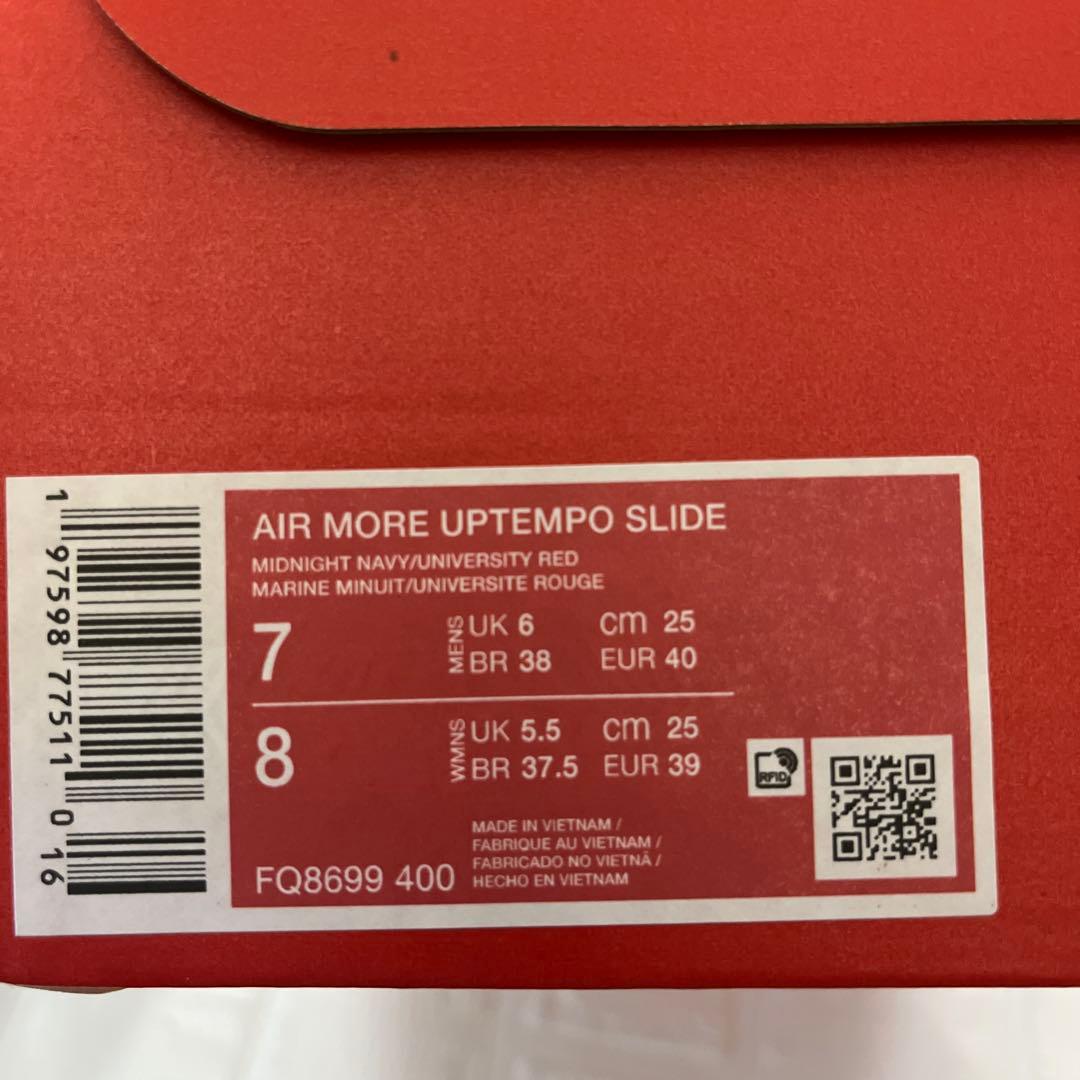 AIR MORE UPTEMPO SLIDE
MIDNIGHT NAVY/UNIVERSITY RED
MARINE MINUIT/UNIVERSITE ROUGE
7 MENS UK 6 cm 25
BR 38 EUR 40
8 WMNS UK 5.5 cm 25
BR 37.5 EUR 39
RFID
MADE IN VIETNAM /
FABRIQUE AU VIETNAM /
FABRICADO NO VIETNÃ /
HECHO EN VIETNAM
FQ8699 400
1 97598 77511 0 16